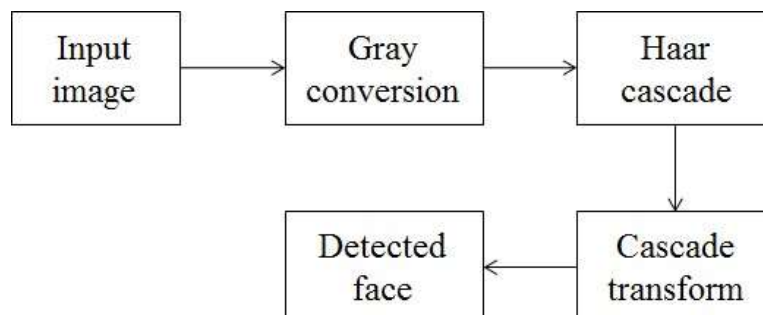 Input
image
Gray
conversion
Haar
cascade
Cascade
transform
Detected
face